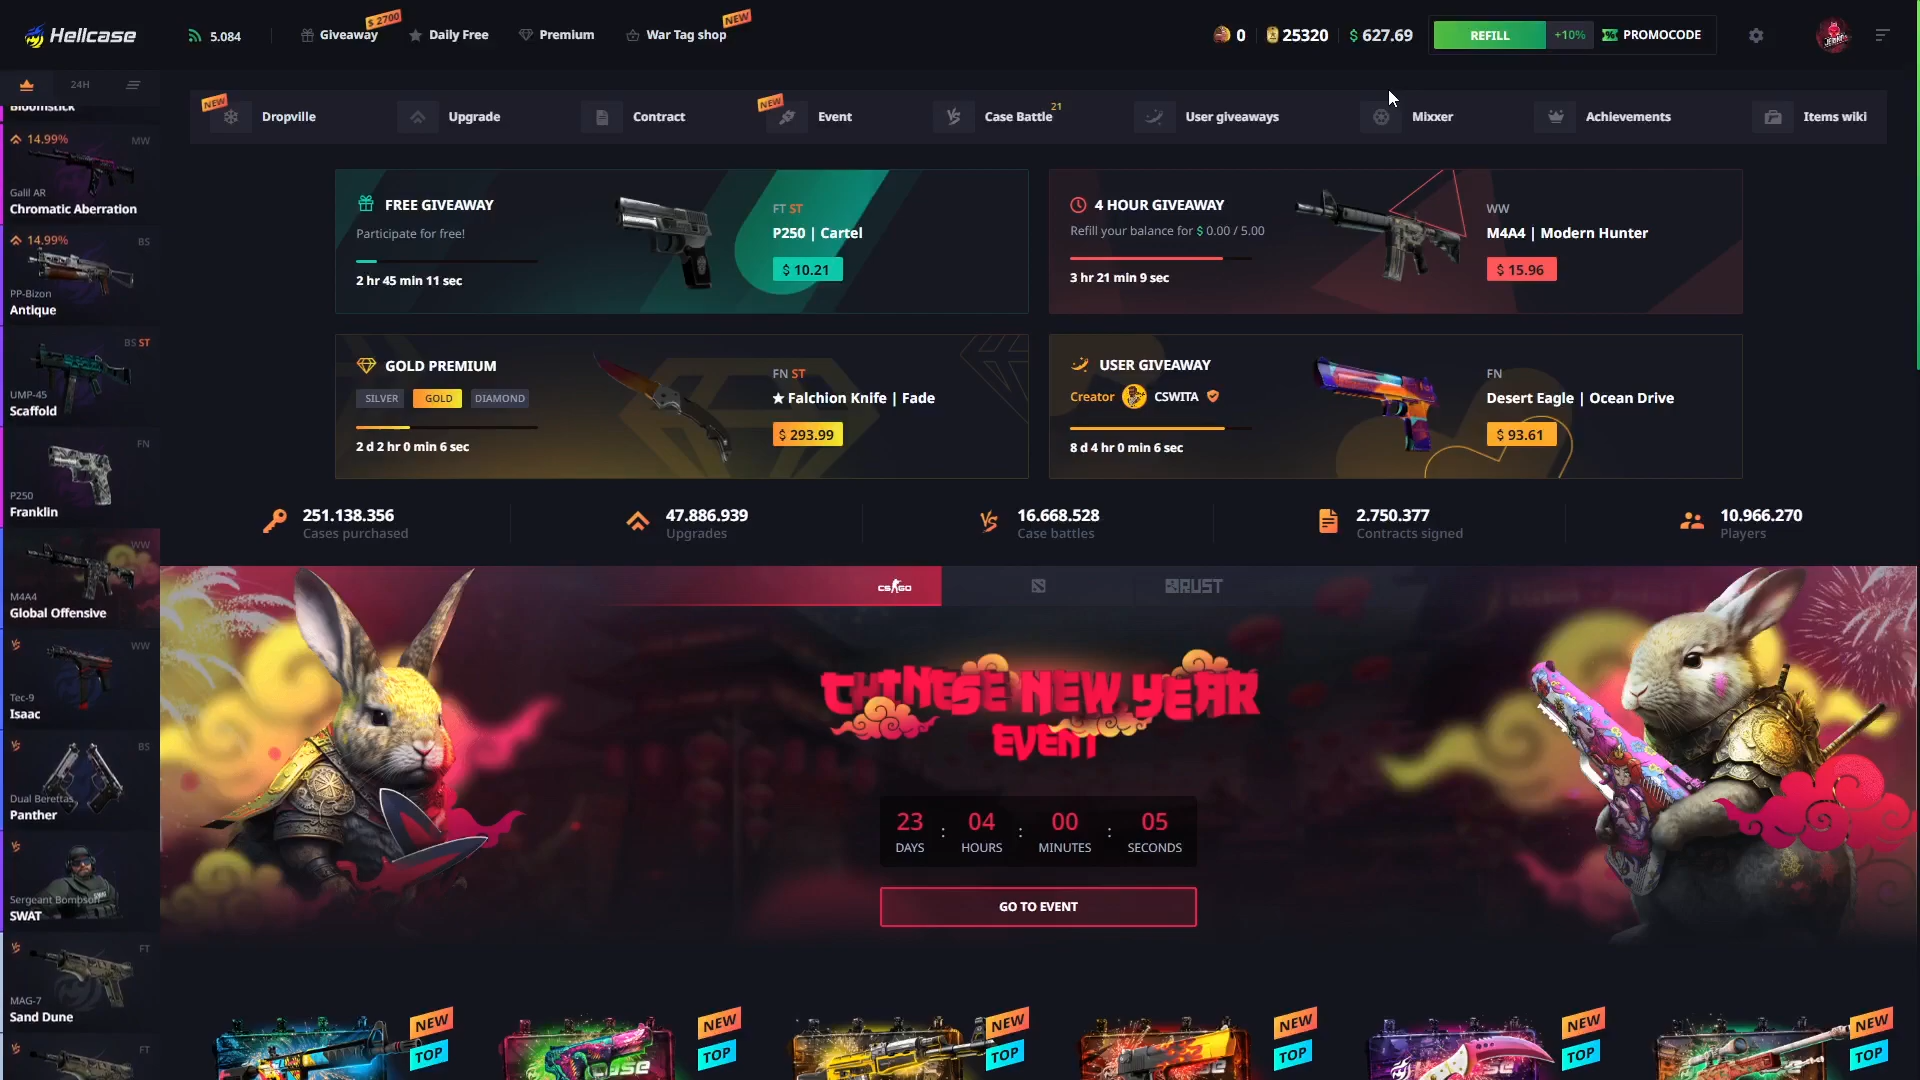 Hellcase
5.084
Giveaway
$ 2700
Daily Free
Premium
War Tag shop
NEW
0
25320
$ 627.69
REFILL
+10%
PROMOCODE
24H
NEW
Dropville
Upgrade
Contract
NEW
Event
Case Battle
21
User giveaways
Mixxer
Achievements
Items wiki
Bloomstick
14.99%
MW
Galil AR
Chromatic Aberration
14.99%
BS
PP-Bizon
Antique
BS ST
UMP-45
Scaffold
FN
P250
Franklin
WW
M4A4
Global Offensive
WW
Tec-9
Isaac
BS
Dual Berettas
Panther
Sergeant Bombson
SWAT
FT
MAG-7
Sand Dune
FT
FREE GIVEAWAY
Participate for free!
2 hr 45 min 11 sec
FT ST
P250 | Cartel
$ 10.21
4 HOUR GIVEAWAY
Refill your balance for $ 0.00 / 5.00
3 hr 21 min 9 sec
WW
M4A4 | Modern Hunter
$ 15.96
GOLD PREMIUM
SILVER
GOLD
DIAMOND
2 d 2 hr 0 min 6 sec
FN ST
★ Falchion Knife | Fade
$ 293.99
USER GIVEAWAY
Creator
CSWITA
8 d 4 hr 0 min 6 sec
FN
Desert Eagle | Ocean Drive
$ 93.61
251.138.356
Cases purchased
47.886.939
Upgrades
16.668.528
Case battles
2.750.377
Contracts signed
10.966.270
Players
CS:GO
RUST
CHINESE NEW YEAR
EVENT
23 : 04 : 00 : 05
DAYS HOURS MINUTES SECONDS
GO TO EVENT
NEW
TOP
NEW
TOP
NEW
TOP
NEW
TOP
NEW
TOP
NEW
TOP